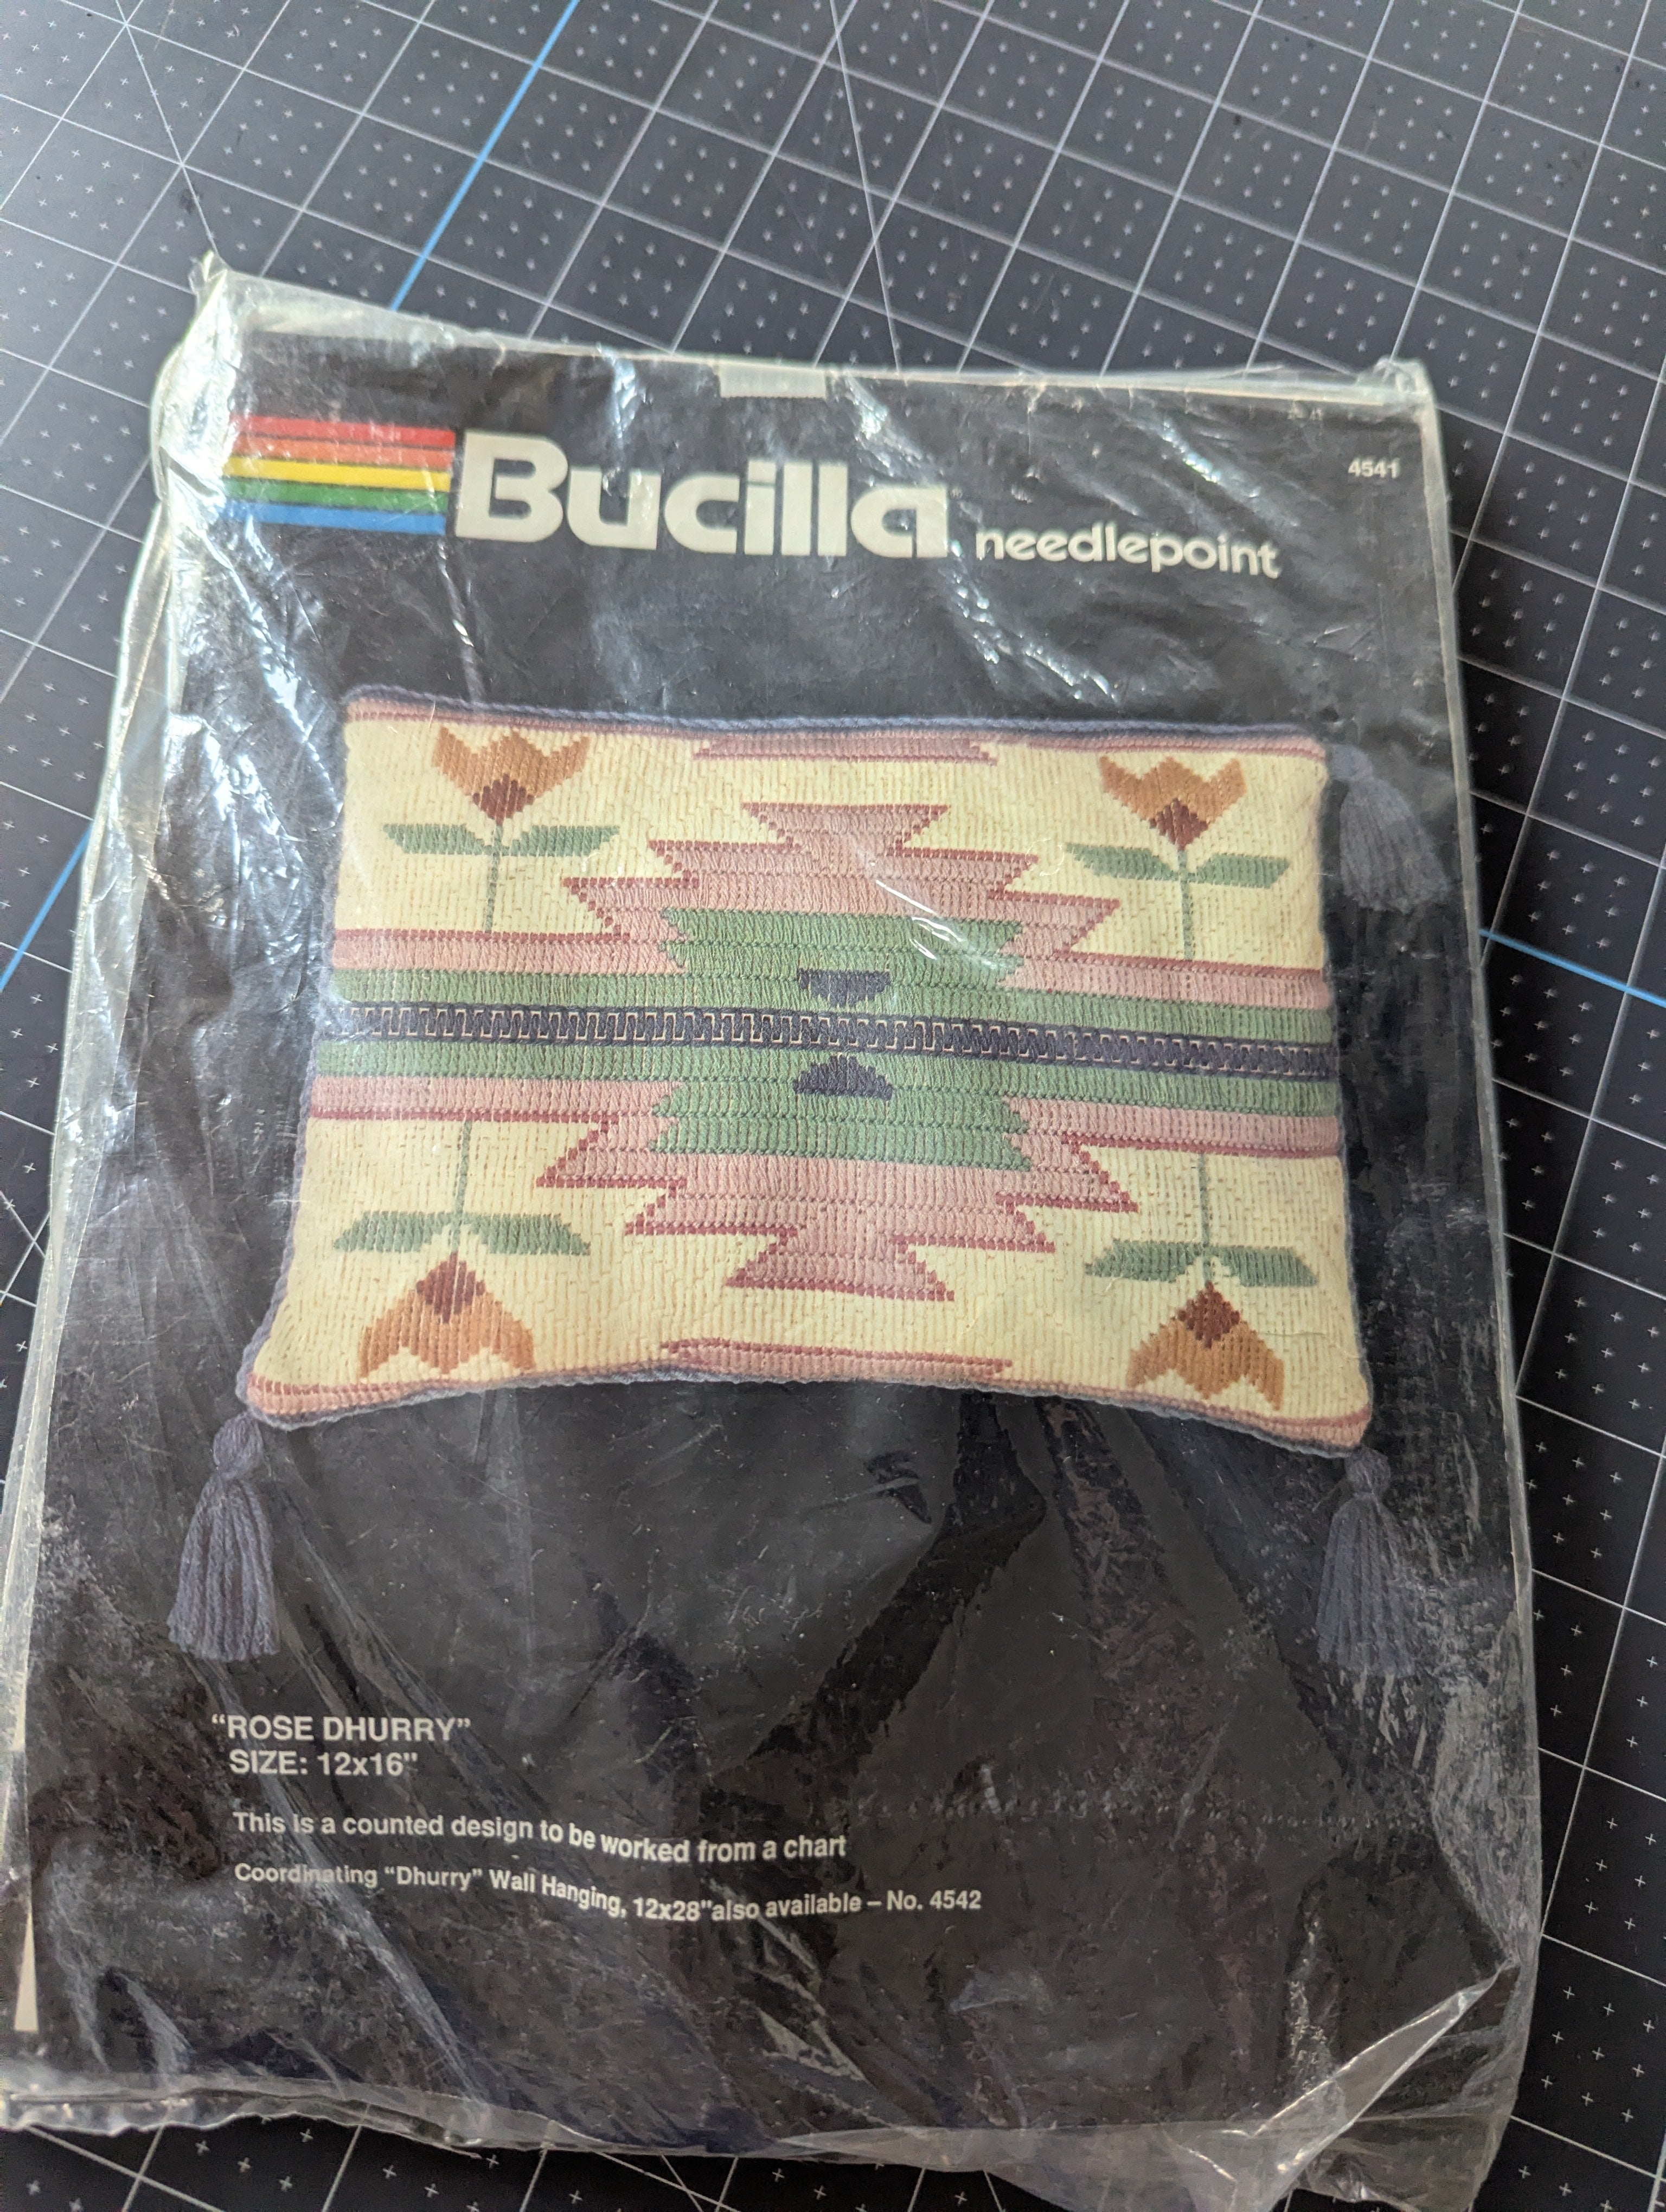 4541
Bucilla® needlepoint
“ROSE DHURRY”
SIZE: 12x16”
This is a counted design to be worked from a chart
Coordinating “Dhurry” Wall Hanging, 12x28” also available – No. 4542